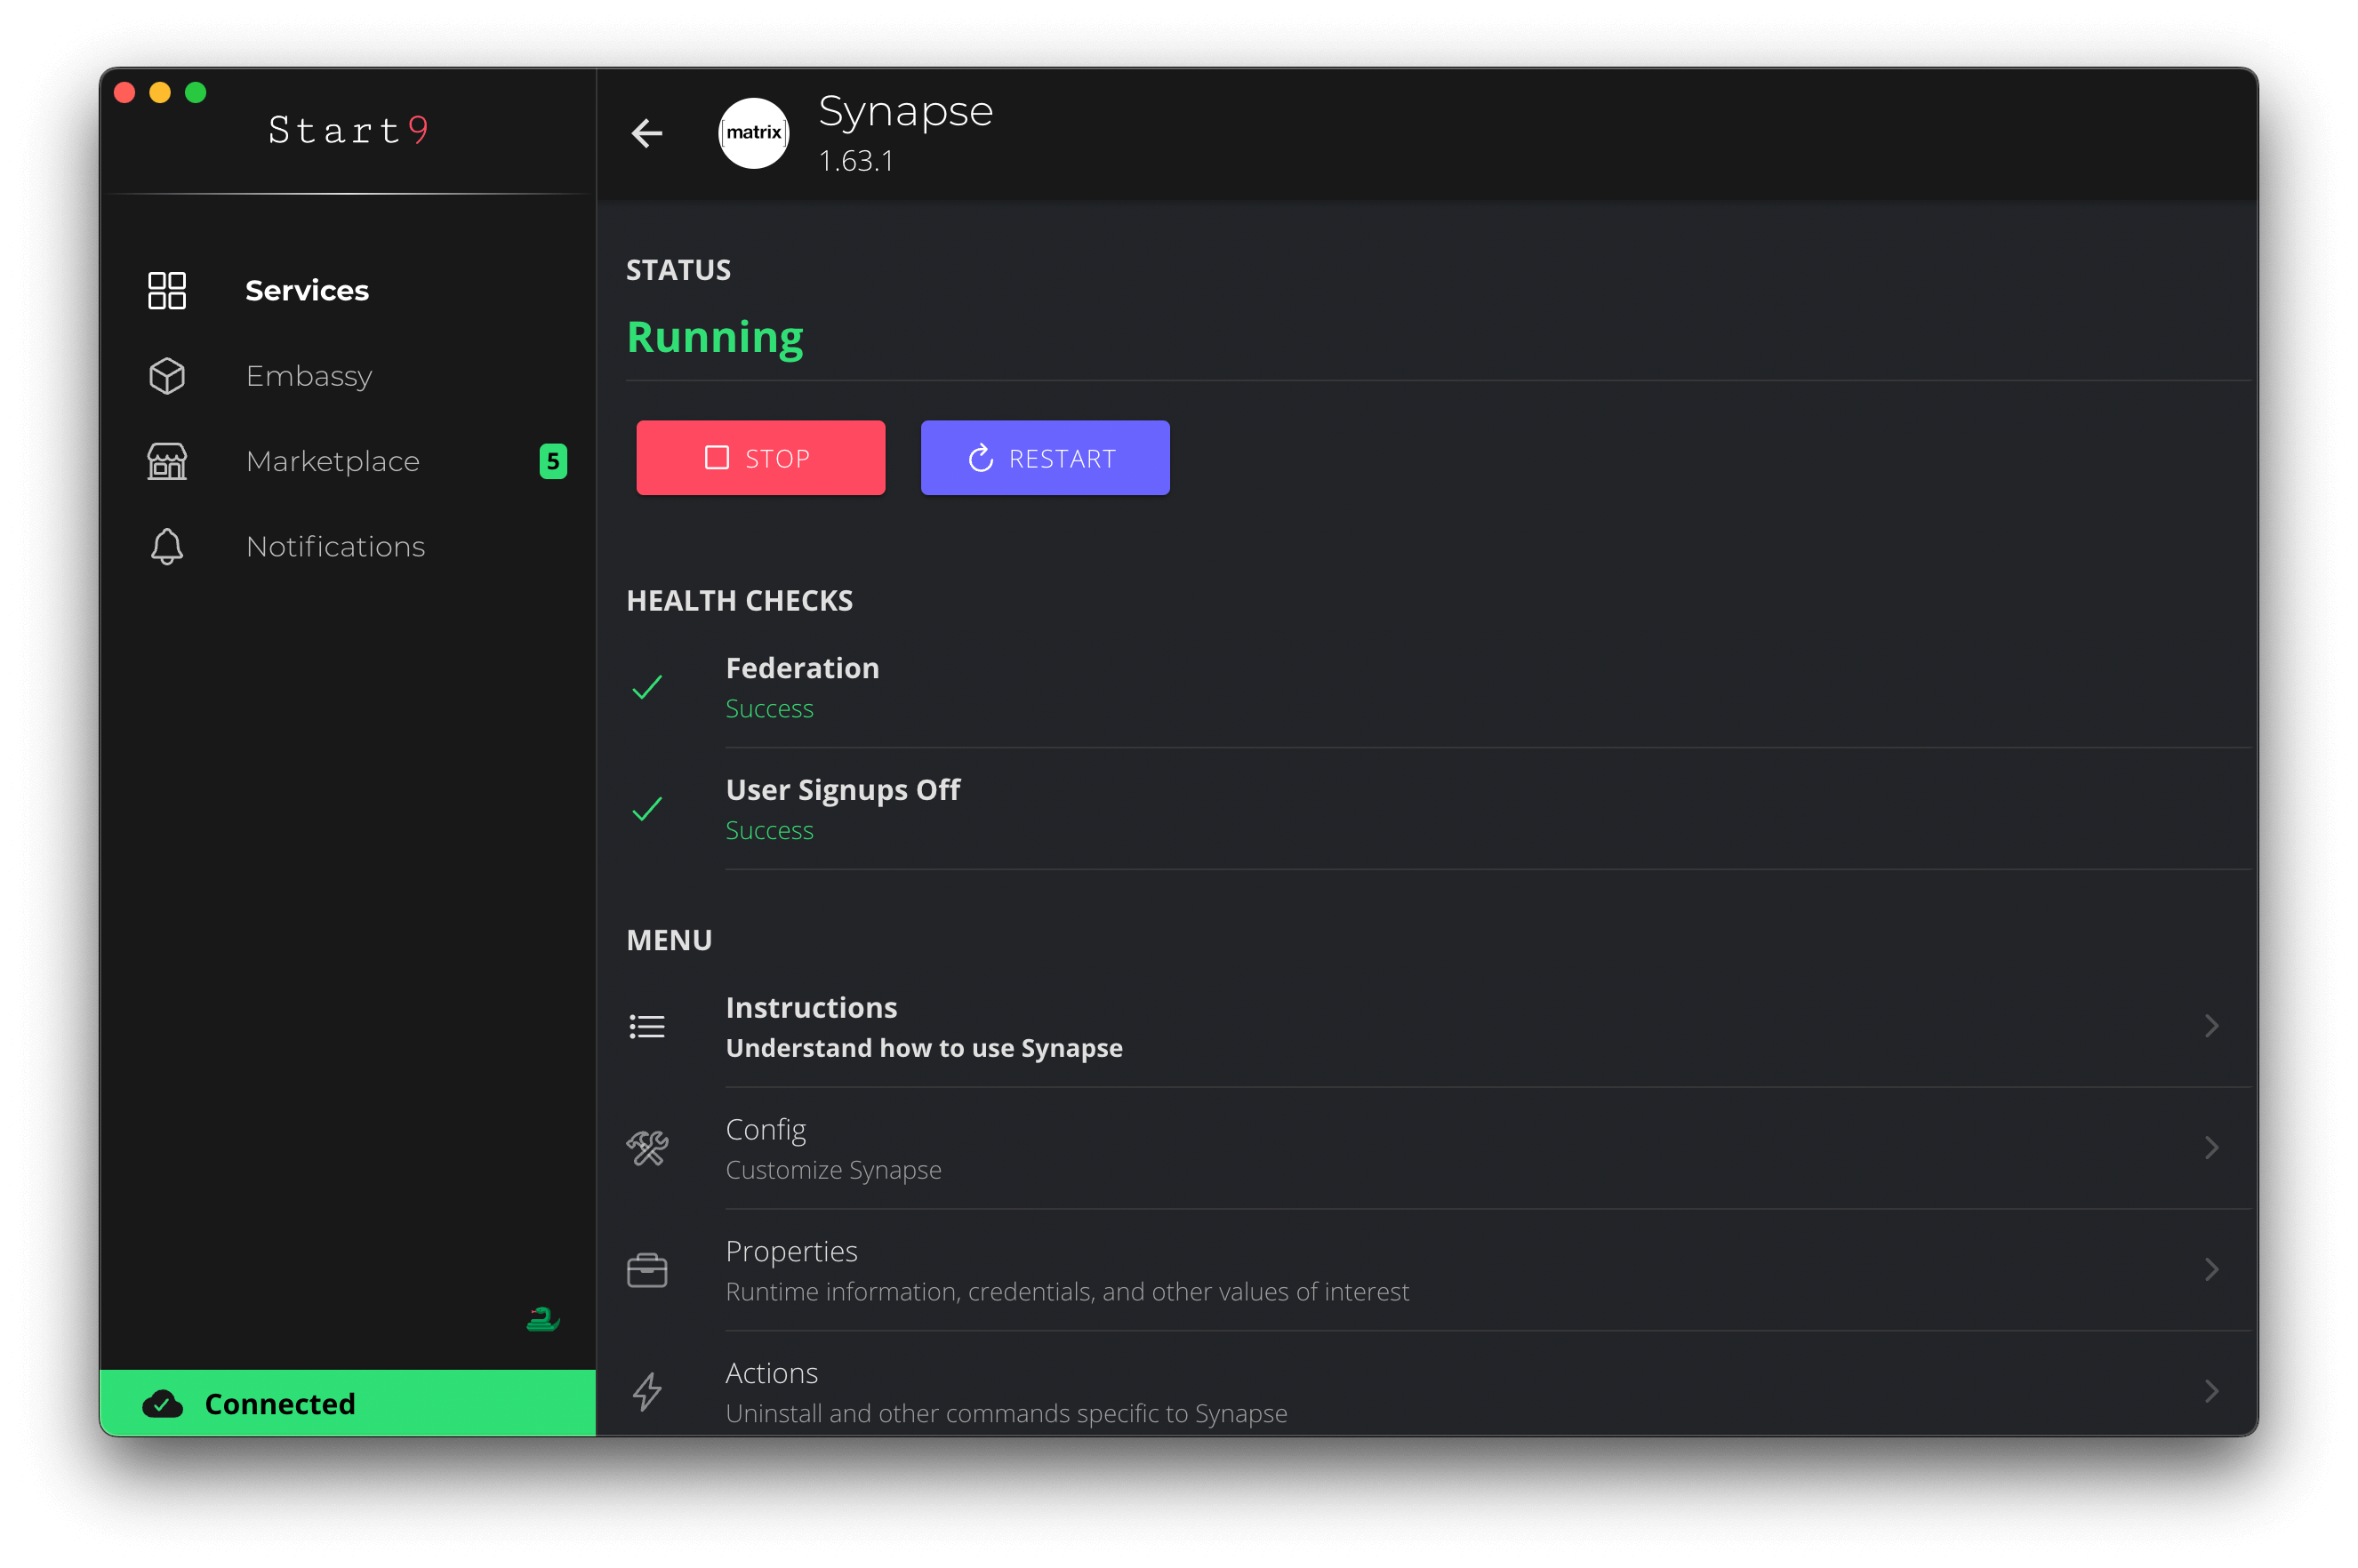 Start9
Services
Embassy
Marketplace
5
Notifications
Connected
matrix
Synapse
1.63.1
STATUS
Running
STOP
RESTART
HEALTH CHECKS
Federation
Success
User Signups Off
Success
MENU
Instructions
Understand how to use Synapse
Config
Customize Synapse
Properties
Runtime information, credentials, and other values of interest
Actions
Uninstall and other commands specific to Synapse